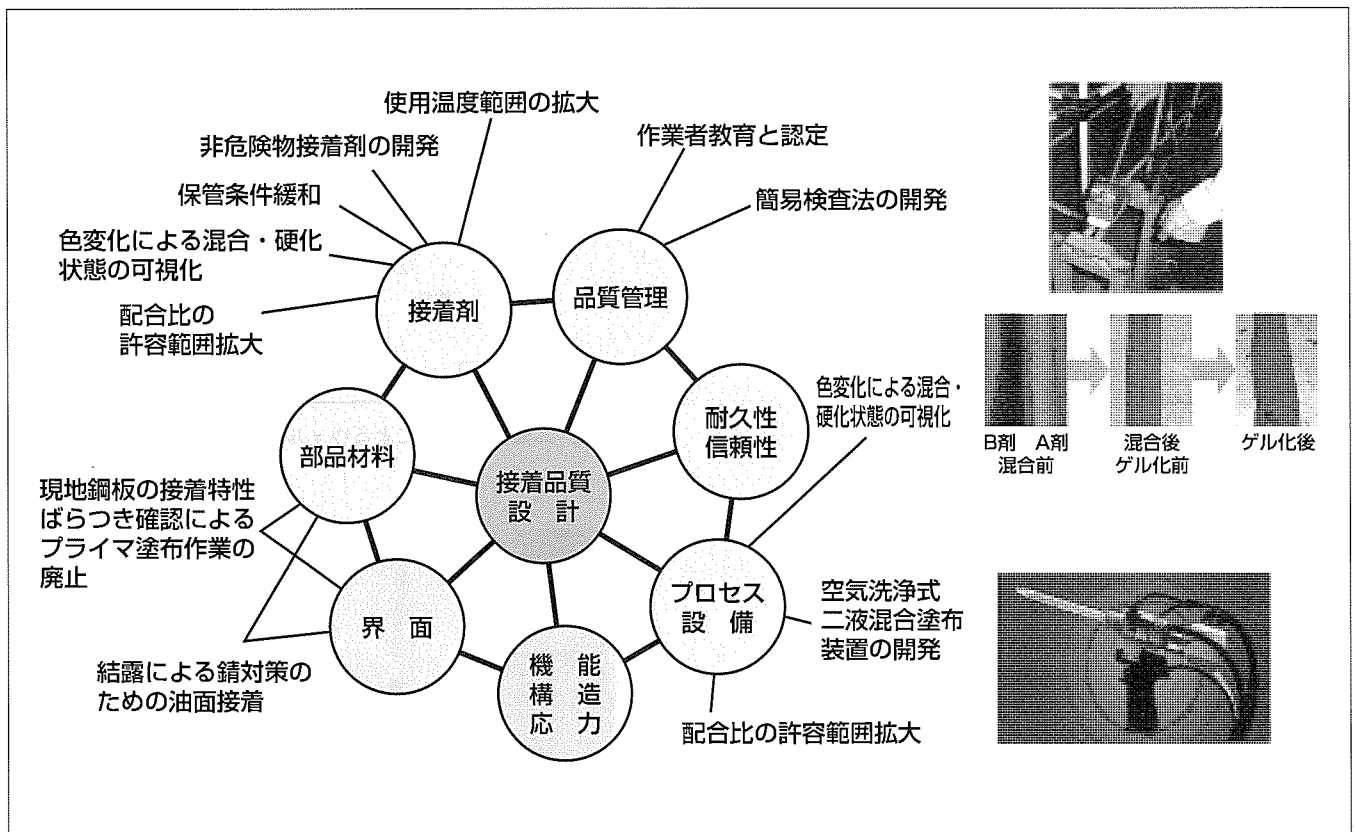 使用温度範囲の拡大
非危険物接着剤の開発
保管条件緩和
色変化による混合・硬化
状態の可視化
配合比の
許容範囲拡大
作業者教育と認定
簡易検査法の開発
接着剤
品質管理
部品材料
耐久性
信頼性
色変化による混合・
硬化状態の可視化
接着品質
設　計
現地鋼板の接着特性
ばらつき確認による
プライマ塗布作業の
廃止
界　面
プロセス
設　備
空気洗浄式
二液混合塗布
装置の開発
機　能
構　造
応　力
結露による錆対策の
ための油面接着
配合比の許容範囲拡大
B剤　A剤
混合前
混合後
ゲル化前
ゲル化後